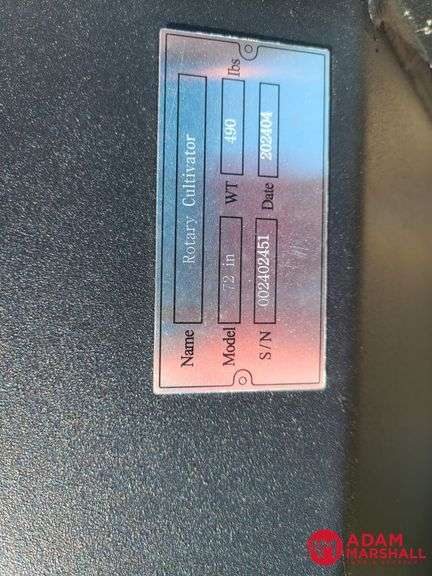 Name Rotary Cultivator
Model 72 in WT 490 lbs
S/N 002402451 Date 202404
ADAM
MARSHALL